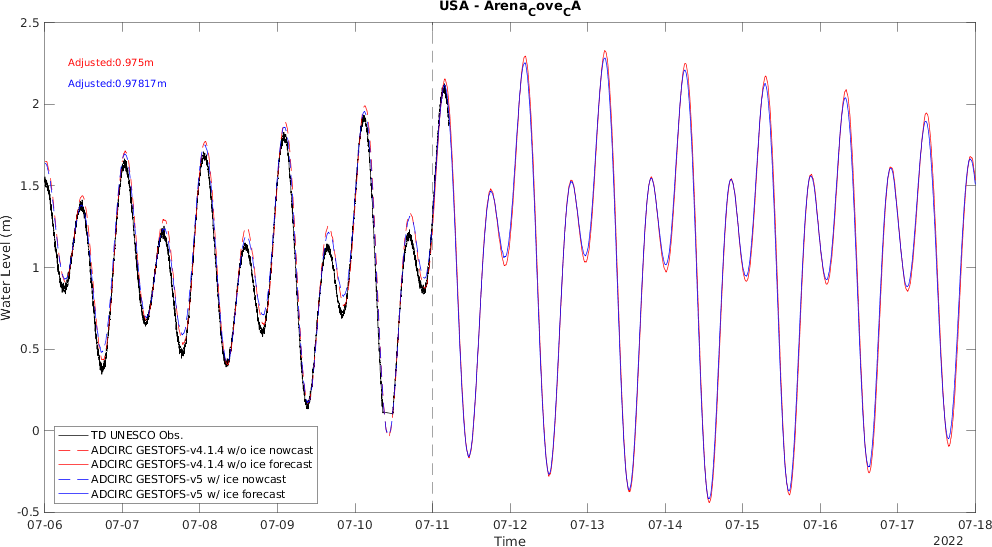 USA - ArenaCoveCA
2.5
Adjusted:0.975m
Adjusted:0.97817m
2
1.5
Water Level (m)
1
0.5
0
TD UNESCO Obs.
ADCIRC GESTOFS-v4.1.4 w/o ice nowcast
ADCIRC GESTOFS-v4.1.4 w/o ice forecast
ADCIRC GESTOFS-v5 w/ ice nowcast
ADCIRC GESTOFS-v5 w/ ice forecast
-0.5
07-06 07-07 07-08 07-09 07-10 07-11 07-12 07-13 07-14 07-15 07-16 07-17 07-18
Time
2022